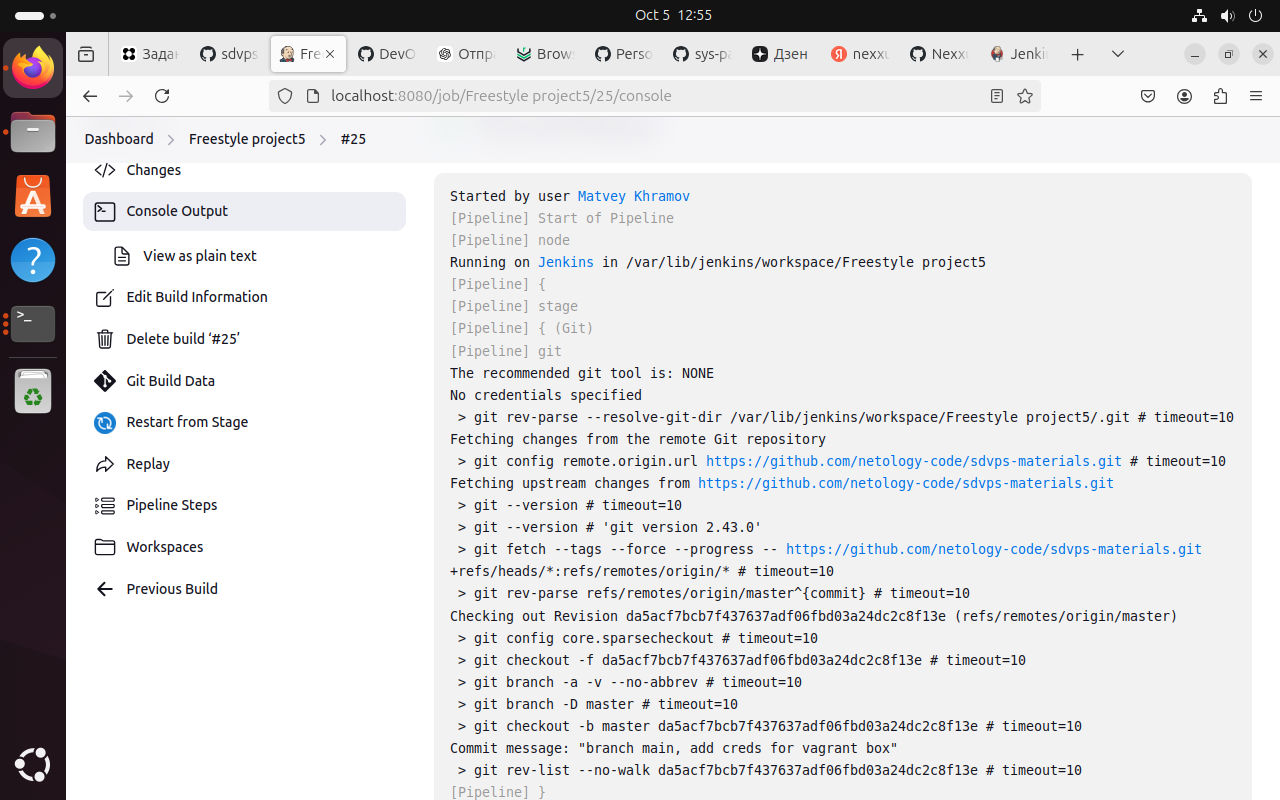 Oct 5 12:55
Задан
sdvps
Fre
DevO
Отпра
Brow
Perso
sys-pa
Дзен
nexxu
Nexxu
Jenki
localhost:8080/job/Freestyle project5/25/console
Dashboard
Freestyle project5
#25
Changes
Console Output
View as plain text
Edit Build Information
Delete build ‘#25’
Git Build Data
Restart from Stage
Replay
Pipeline Steps
Workspaces
Previous Build
Started by user Matvey Khramov
[Pipeline] Start of Pipeline
[Pipeline] node
Running on Jenkins in /var/lib/jenkins/workspace/Freestyle project5
[Pipeline] {
[Pipeline] stage
[Pipeline] { (Git)
[Pipeline] git
The recommended git tool is: NONE
No credentials specified
> git rev-parse --resolve-git-dir /var/lib/jenkins/workspace/Freestyle project5/.git # timeout=10
Fetching changes from the remote Git repository
> git config remote.origin.url https://github.com/netology-code/sdvps-materials.git # timeout=10
Fetching upstream changes from https://github.com/netology-code/sdvps-materials.git
> git --version # timeout=10
> git --version # 'git version 2.43.0'
> git fetch --tags --force --progress -- https://github.com/netology-code/sdvps-materials.git
+refs/heads/*:refs/remotes/origin/* # timeout=10
> git rev-parse refs/remotes/origin/master^{commit} # timeout=10
Checking out Revision da5acf7bcb7f437637adf06fbd03a24dc2c8f13e (refs/remotes/origin/master)
> git config core.sparsecheckout # timeout=10
> git checkout -f da5acf7bcb7f437637adf06fbd03a24dc2c8f13e # timeout=10
> git branch -a -v --no-abbrev # timeout=10
> git branch -D master # timeout=10
> git checkout -b master da5acf7bcb7f437637adf06fbd03a24dc2c8f13e # timeout=10
Commit message: "branch main, add creds for vagrant box"
> git rev-list --no-walk da5acf7bcb7f437637adf06fbd03a24dc2c8f13e # timeout=10
[Pipeline] }